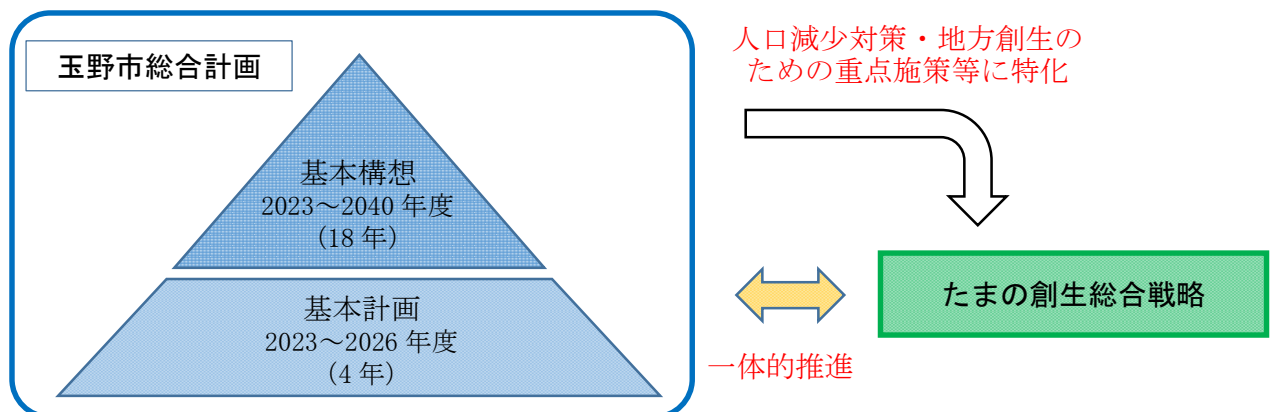 玉野市総合計画
基本構想
2023～2040 年度
（18 年）
基本計画
2023～2026 年度
（4 年）
人口減少対策・地方創生の
ための重点施策等に特化
たまの創生総合戦略
一体的推進